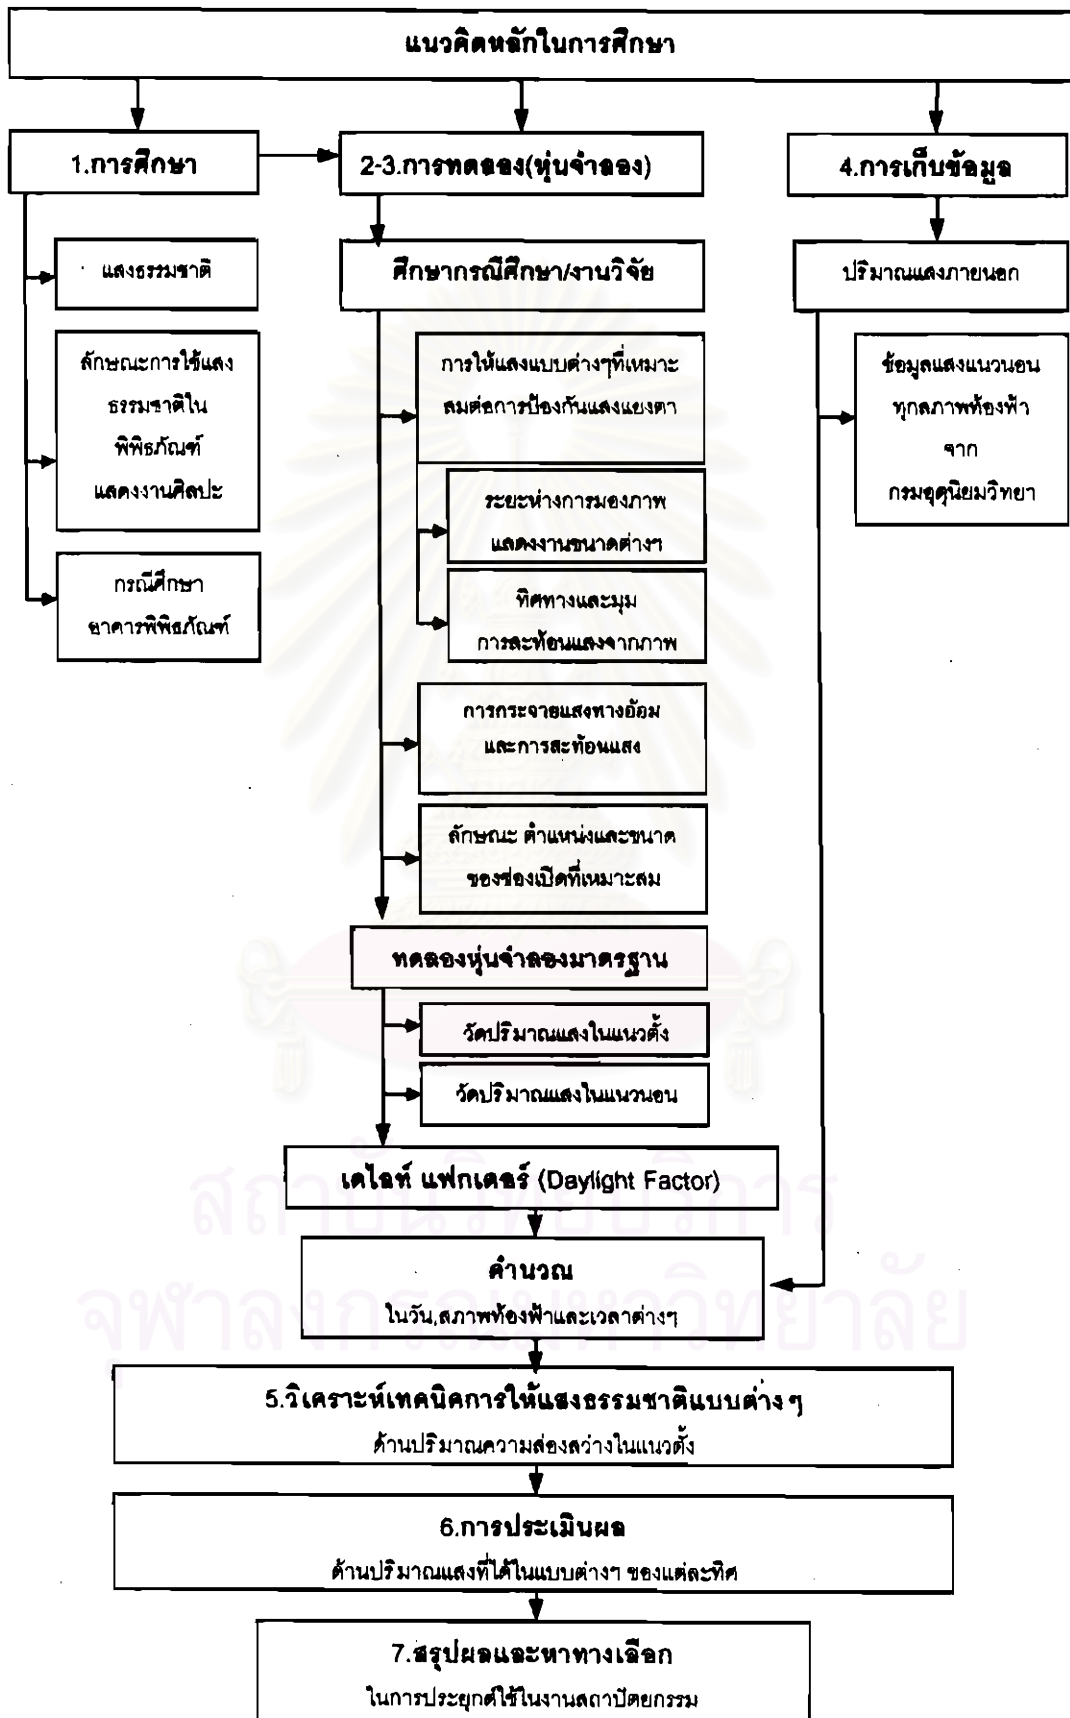 แนวคิดหลักในการศึกษา
1.การศึกษา
2-3.การทดลอง(หุ่นจำลอง)
4.การเก็บข้อมูล
แสงธรรมชาติ
ลักษณะการใช้แสง
ธรรมชาติใน
พิพิธภัณฑ์
แสดงงานศิลปะ
กรณีศึกษา
อาคารพิพิธภัณฑ์
ศึกษากรณีศึกษา/งานวิจัย
การให้แสงแบบต่างๆที่เหมาะ
สมต่อการป้องกันแสงแยงตา
ระยะห่างการมองภาพ
แสดงงานขนาดต่างๆ
ทิศทางและมุม
การสะท้อนแสงจากภาพ
การกระจายแสงทางอ้อม
และการสะท้อนแสง
ลักษณะ ตำแหน่งและขนาด
ของช่องเปิดที่เหมาะสม
ปริมาณแสงภายนอก
ข้อมูลแสงแนวนอน
ทุกสภาพท้องฟ้า
จาก
กรมอุตุนิยมวิทยา
ทดลองหุ่นจำลองมาตรฐาน
วัดปริมาณแสงในแนวตั้ง
วัดปริมาณแสงในแนวนอน
เดไลท์ แฟกเตอร์ (Daylight Factor)
คำนวณ
ในวัน,สภาพท้องฟ้าและเวลาต่างๆ
5.วิเคราะห์เทคนิคการให้แสงธรรมชาติแบบต่างๆ
ด้านปริมาณความส่องสว่างในแนวตั้ง
6.การประเมินผล
ด้านปริมาณแสงที่ได้ในแบบต่างๆ ของแต่ละทิศ
7.สรุปผลและหาทางเลือก
ในการประยุกต์ใช้ในงานสถาปัตยกรรม
สถาบันวิทยบริการ
จุฬาลงกรณ์มหาวิทยาลัย